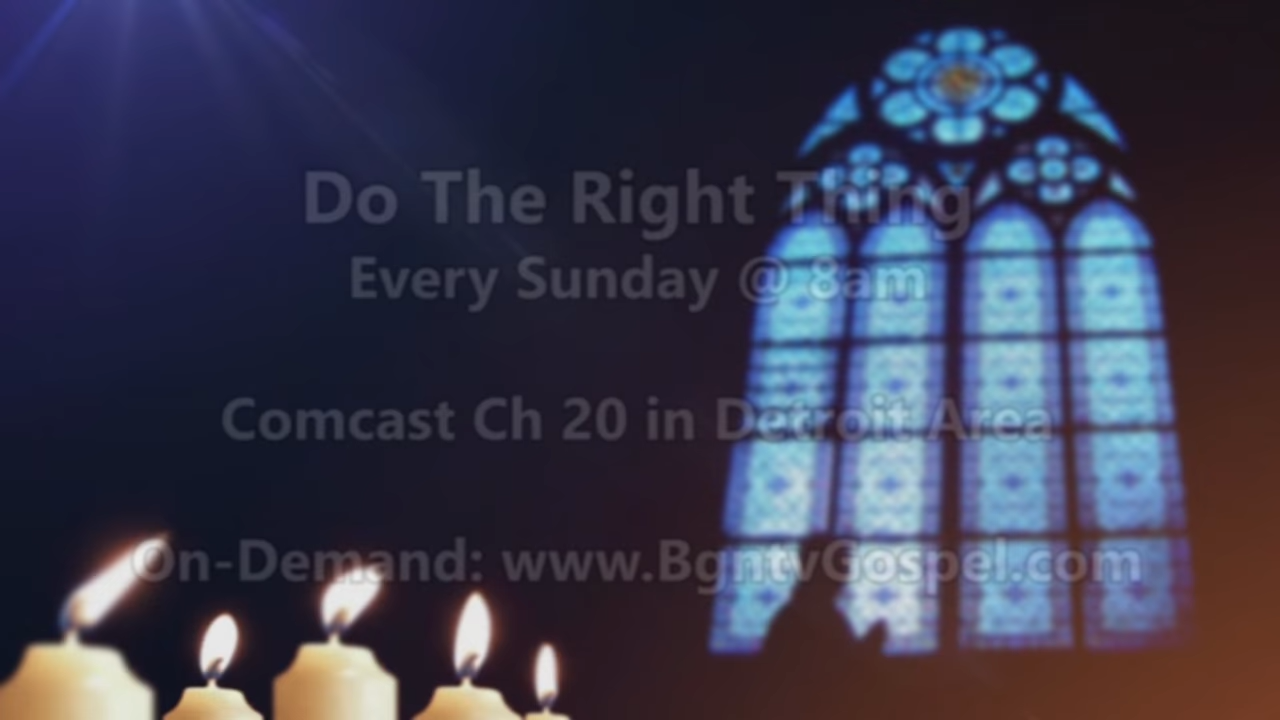 Do The Right Thing
Every Sunday @ 8am
Comcast Ch 20 in Detroit Area
On-Demand: www.BgntvGospel.com